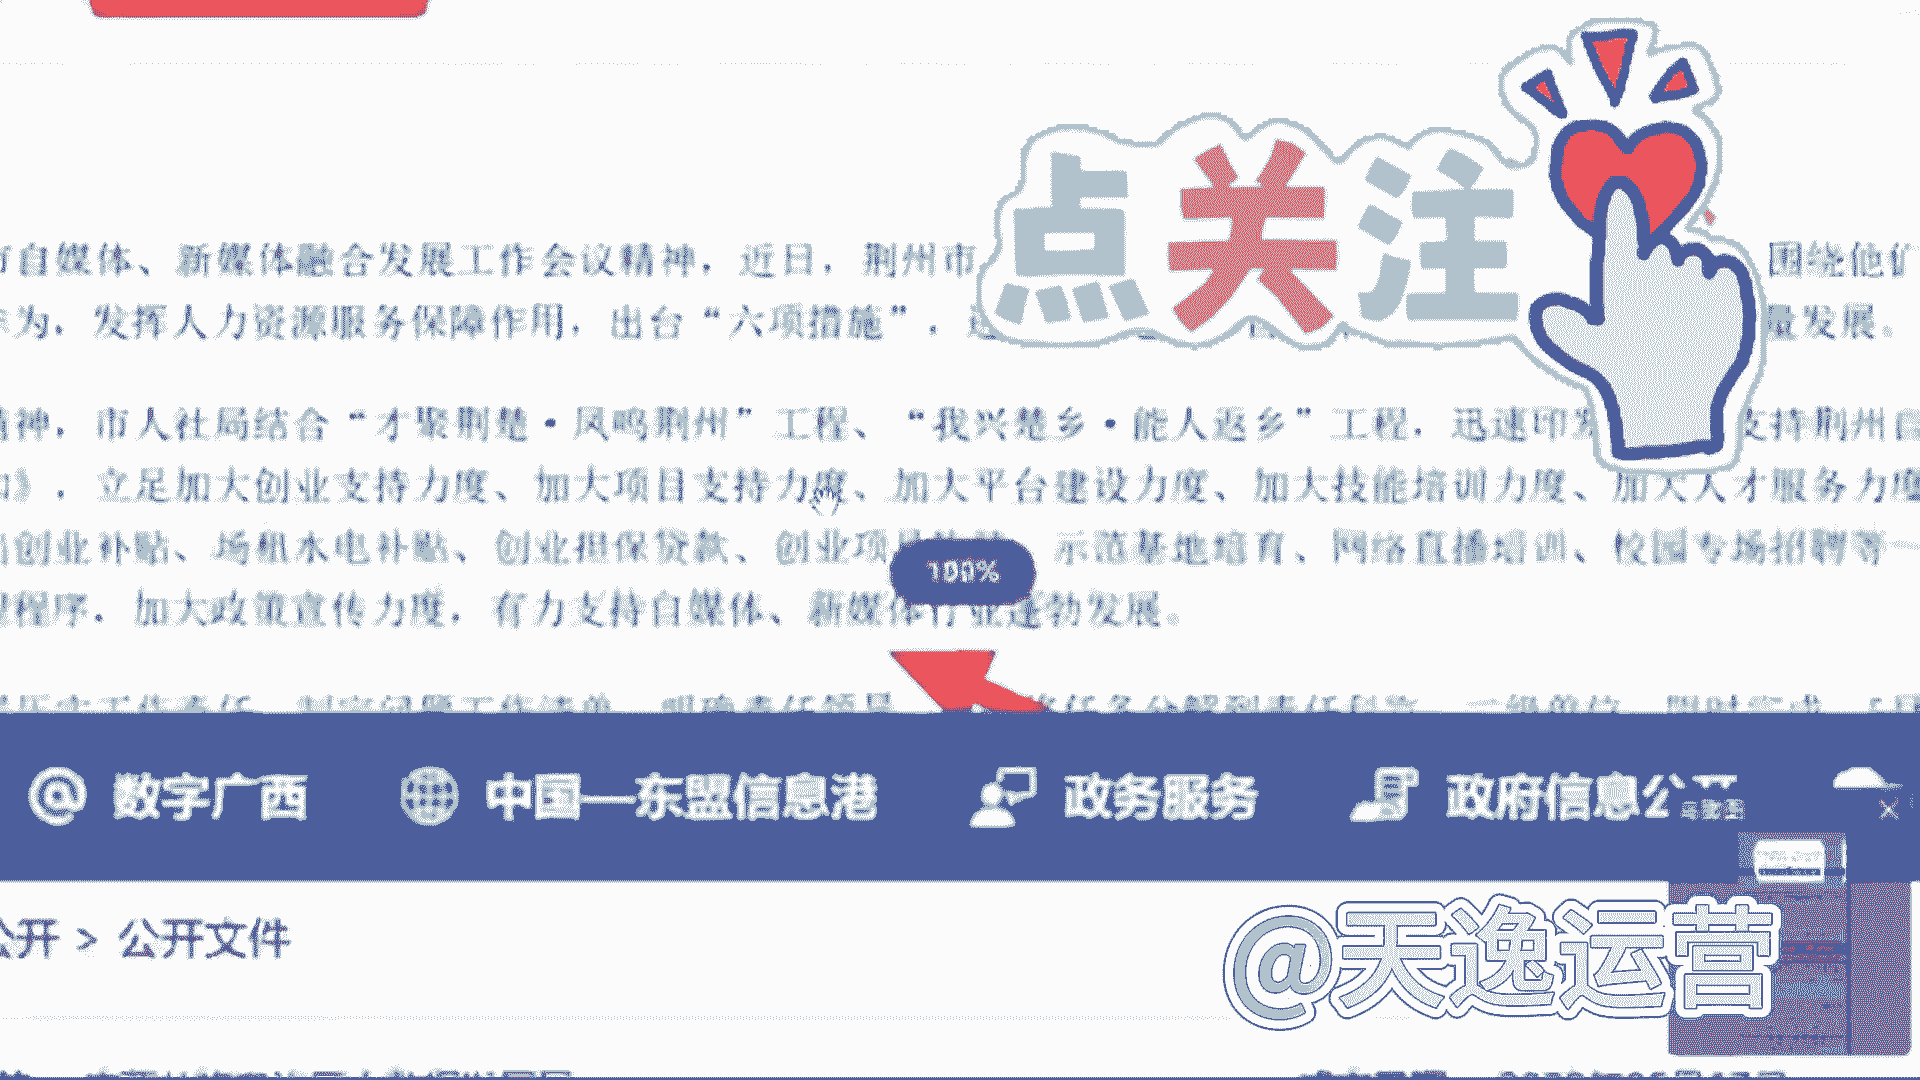 点关注
自媒体、新媒体融合发展工作会议精神，近日，荆州市 围绕他们
为，发挥人力资源服务保障作用，出台“六项措施”， 量发展。
精神，市人社局结合“才聚荆楚·凤鸣荆州”工程、“我兴楚乡·能人返乡”工程，迅速印发 支持荆州自
》，立足加大创业支持力度、加大项目支持力度、加大平台建设力度、加大技能培训力度、加大人才服务力度
创业补贴、场租水电补贴、创业担保贷款、创业项目 示范基地培育、网络直播培训、校园专场招聘等一
程序，加大政策宣传力度，有力支持自媒体、新媒体行业蓬勃发展。
100%
数字广西 中国—东盟信息港 政务服务 政府信息公开
公开 > 公开文件
@天逸运营